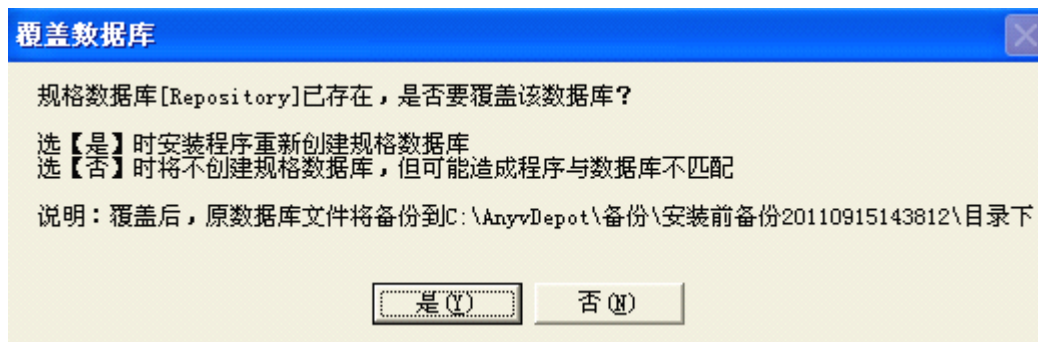 覆盖数据库
规格数据库[Repository]已存在，是否要覆盖该数据库？
选【是】时安装程序重新创建规格数据库
选【否】时将不创建规格数据库，但可能造成程序与数据库不匹配
说明：覆盖后，原数据库文件将备份到C:\AnyvDepot\备份\安装前备份20110915143812\目录下
是(Y)
否(N)